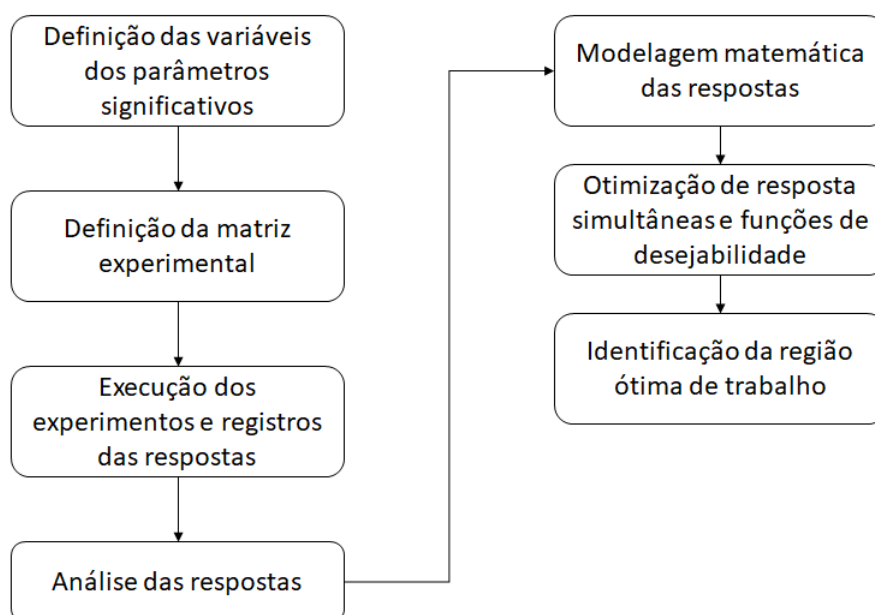 Definição das variáveis
dos parâmetros
significativos
Definição da matriz
experimental
Execução dos
experimentos e registros
das respostas
Análise das respostas
Modelagem matemática
das respostas
Otimização de resposta
simultâneas e funções de
desejabilidade
Identificação da região
ótima de trabalho